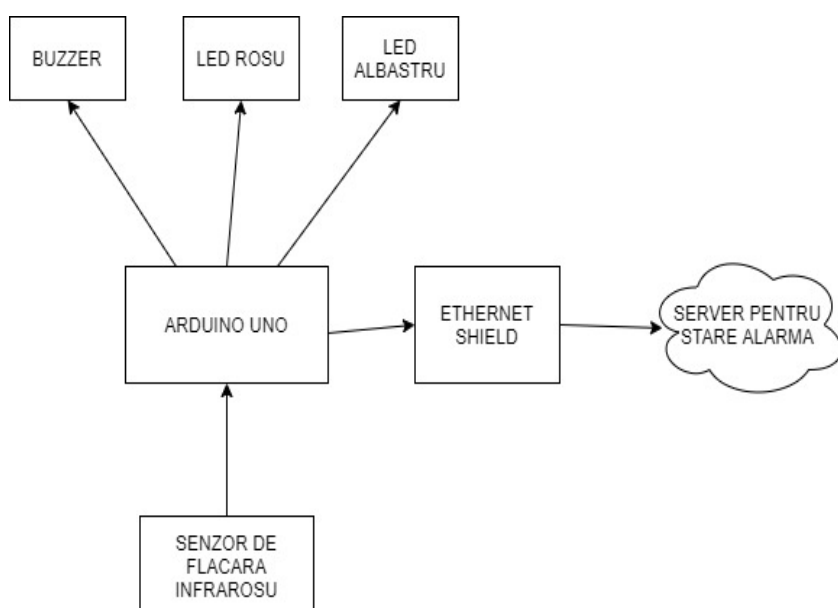 BUZZER
LED ROSU
LED
ALBASTRU
ARDUINO UNO
ETHERNET
SHIELD
SERVER PENTRU
STARE ALARMA
SENZOR DE
FLACARA
INFRAROSU